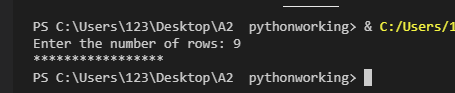 PS C:\Users\123\Desktop\A2  pythonworking> & C:/Users/1
Enter the number of rows: 9
*****************
PS C:\Users\123\Desktop\A2  pythonworking>